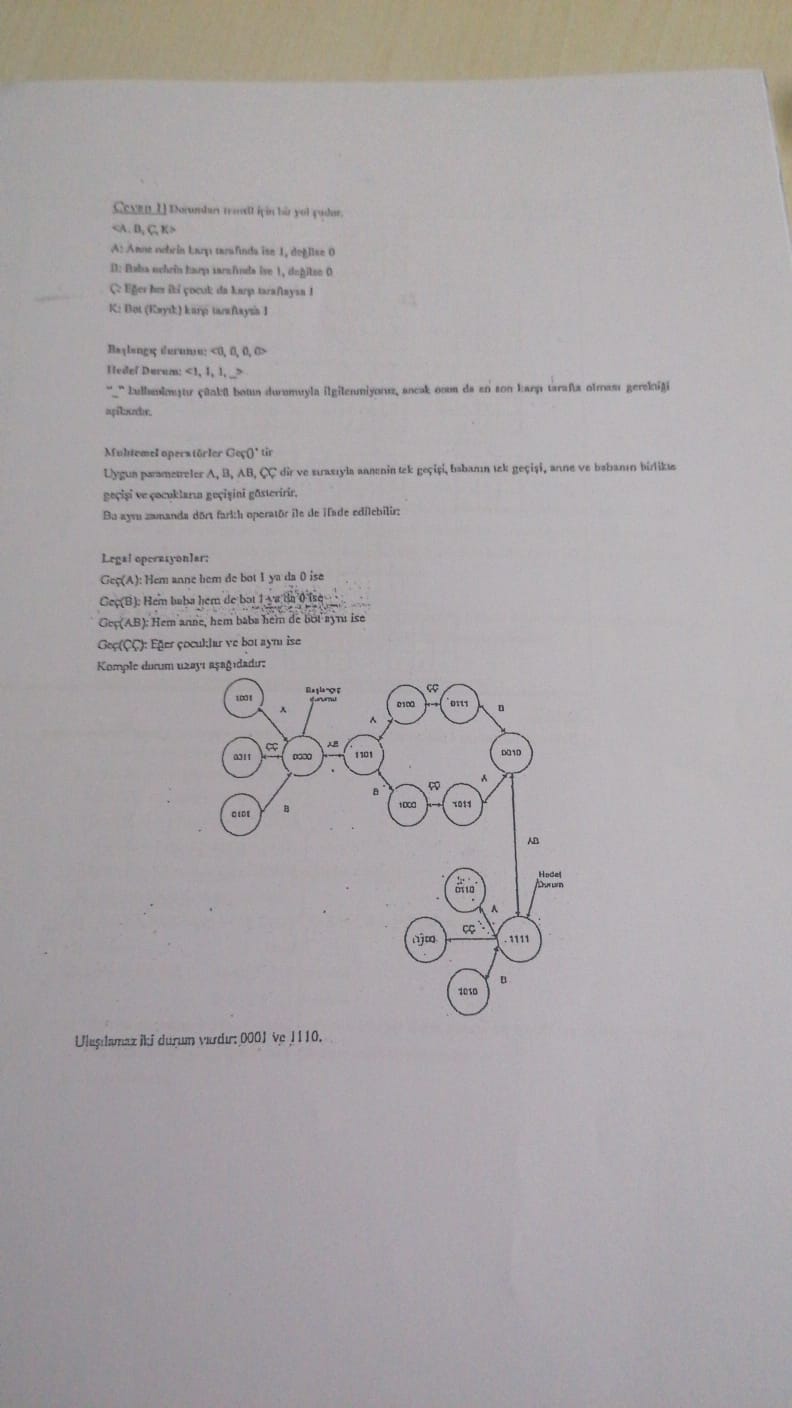 Cevap 1) Durumları temsil için bir yol şudur.
<A, B, Ç, K>
A: Anne nehrin karşı tarafında ise 1, değilse 0
B: Baba nehrin karşı tarafında ise 1, değilse 0
Ç: Eğer her iki çocuk da karşı taraftaysa 1
K: Bot (Kayık) karşı taraftaysa 1
Başlangıç durumu: <0, 0, 0, 0>
Hedef Durum: <1, 1, 1, _>
"_" kullanılmıştır çünkü botun durumuyla ilgilenmiyoruz, ancak onun da en son karşı tarafta olması gerektiği
açıktır.
Muhtemel operatörler Geç()' tir
Uygun parametreler A, B, AB, ÇÇ dir ve sırasıyla annenin tek geçişi, babanın tek geçişi, anne ve babanın birlikte
geçişi ve çocukların geçişini gösteririr.
Bu aynı zamanda dört farklı operatör ile de ifade edilebilir:
Legal operasyonlar:
Geç(A): Hem anne hem de bot 1 ya da 0 ise
Geç(B): Hem baba hem de bot 1 ya da 0 ise
Geç(AB): Hem anne, hem baba hem de bot aynı ise
Geç(ÇÇ): Eğer çocuklar ve bot aynı ise
Komple durum uzayı aşağıdadır:
1001
A
Başlangıç
durumu
0011
ÇÇ
0000
AB
1101
0101
B
A
0100
ÇÇ
0111
B
0010
B
1000
ÇÇ
1011
A
AB
Hedef
Durum
0110
A
ÇÇ
1111
1010
B
Ulaşılamaz iki durum vardır: 0001 ve 1110.